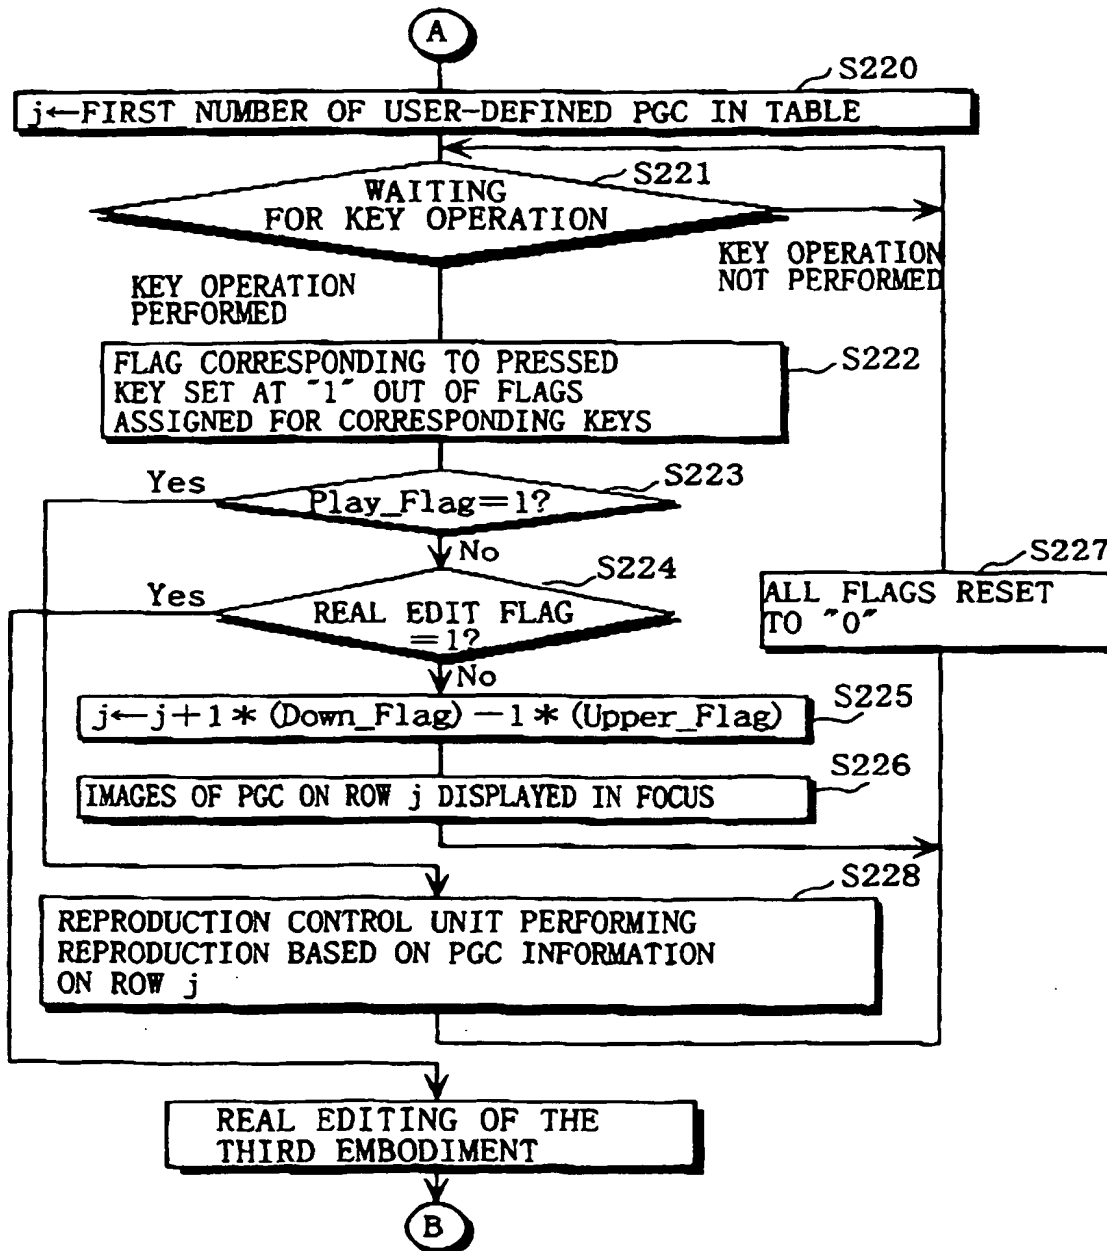 A
S220
j←FIRST NUMBER OF USER-DEFINED PGC IN TABLE
S221
WAITING
FOR KEY OPERATION
KEY OPERATION
NOT PERFORMED
KEY OPERATION
PERFORMED
FLAG CORRESPONDING TO PRESSED
KEY SET AT "1" OUT OF FLAGS
ASSIGNED FOR CORRESPONDING KEYS
S222
Yes
Play_Flag=1?
S223
No
S224
Yes
REAL EDIT FLAG
=1?
No
S227
ALL FLAGS RESET
TO "0"
j←j+1*(Down_Flag)-1*(Upper_Flag)
S225
S226
IMAGES OF PGC ON ROW j DISPLAYED IN FOCUS
S228
REPRODUCTION CONTROL UNIT PERFORMING
REPRODUCTION BASED ON PGC INFORMATION
ON ROW j
REAL EDITING OF THE
THIRD EMBODIMENT
B